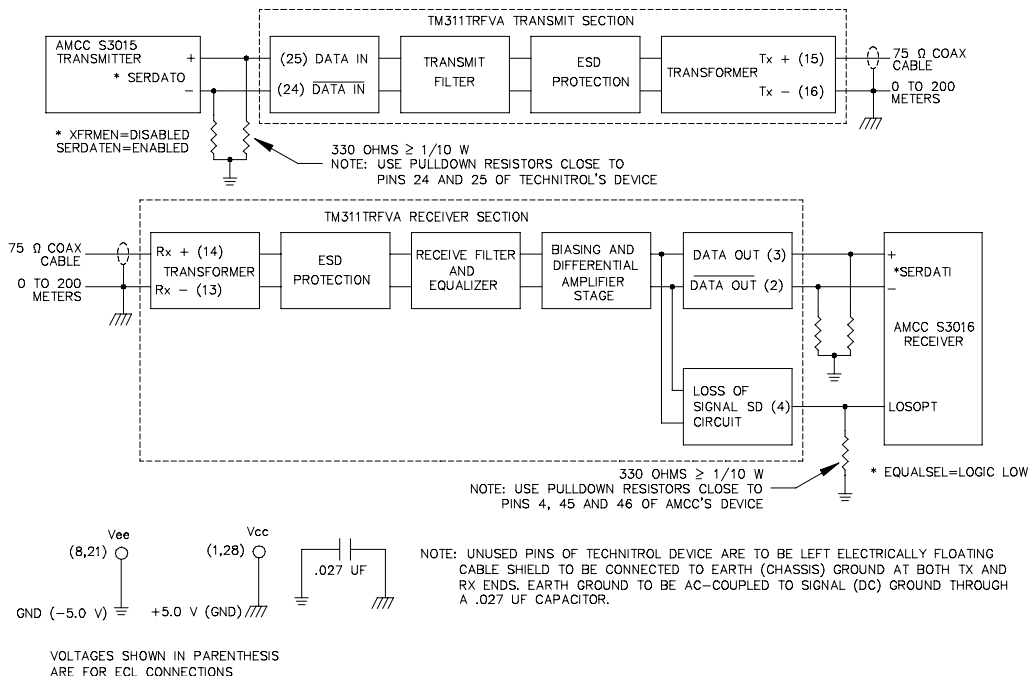 TM311TRFVA TRANSMIT SECTION
AMCC S3015
TRANSMITTER
* SERDATO
+
−
(25) DATA IN
(24) DATA IN
TRANSMIT
FILTER
ESD
PROTECTION
TRANSFORMER
Tx + (15)
Tx − (16)
75 Ω COAX
CABLE
0 TO 200
METERS
* XFRMEN=DISABLED
SERDATEN=ENABLED
330 OHMS ≥ 1/10 W
NOTE: USE PULLDOWN RESISTORS CLOSE TO
PINS 24 AND 25 OF TECHNITROL'S DEVICE
TM311TRFVA RECEIVER SECTION
75 Ω COAX
CABLE
0 TO 200
METERS
Rx + (14)
TRANSFORMER
Rx − (13)
ESD
PROTECTION
RECEIVE FILTER
AND
EQUALIZER
BIASING AND
DIFFERENTIAL
AMPLIFIER
STAGE
DATA OUT (3)
DATA OUT (2)
+
*SERDATI
−
AMCC S3016
RECEIVER
LOSS OF
SIGNAL SD (4)
CIRCUIT
LOSOPT
330 OHMS ≥ 1/10 W
NOTE: USE PULLDOWN RESISTORS CLOSE TO
PINS 4, 45 AND 46 OF AMCC'S DEVICE
* EQUALSEL=LOGIC LOW
Vee
(8,21)
GND (−5.0 V)
Vcc
(1,28)
+5.0 V (GND)
.027 UF
NOTE: UNUSED PINS OF TECHNITROL DEVICE ARE TO BE LEFT ELECTRICALLY FLOATING
CABLE SHIELD TO BE CONNECTED TO EARTH (CHASSIS) GROUND AT BOTH TX AND
RX ENDS. EARTH GROUND TO BE AC-COUPLED TO SIGNAL (DC) GROUND THROUGH
A .027 UF CAPACITOR.
VOLTAGES SHOWN IN PARENTHESIS
ARE FOR ECL CONNECTIONS